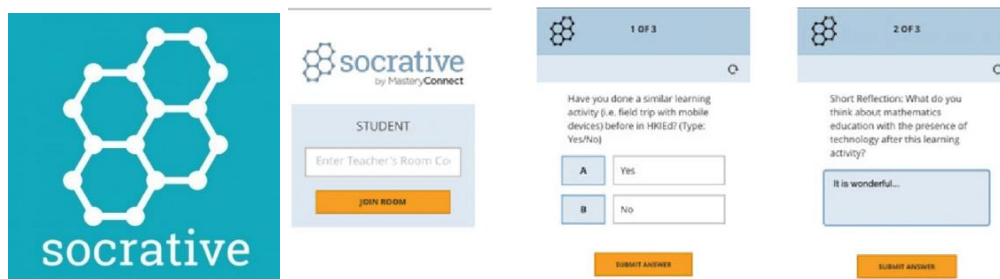 socrative
socrative
by MasteryConnect
STUDENT
Enter Teacher's Room Co
JOIN ROOM
1 OF 3
Have you done a similar learning
activity (i.e. field trip with mobile
devices) before in HKIEd? (Type:
Yes/No)
A Yes
B No
SUBMIT ANSWER
2 OF 3
Short Reflection: What do you
think about mathematics
education with the presence of
technology after this learning
activity?
It is wonderful...
SUBMIT ANSWER